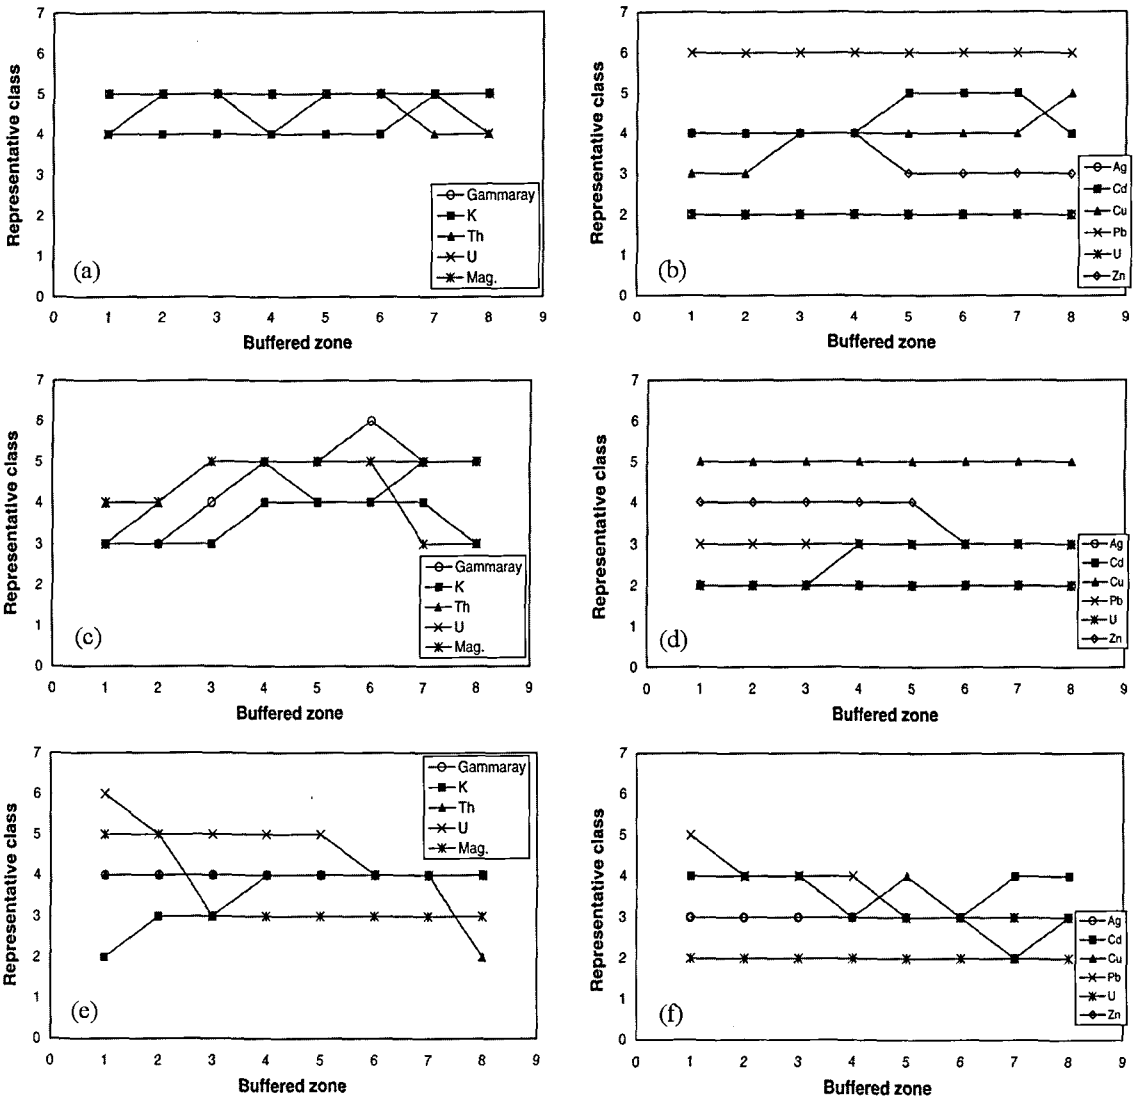 7
6
5
4
3
2
1
0
Representative class
(a)
Gammaray
K
Th
U
Mag.
0 1 2 3 4 5 6 7 8 9
Buffered zone
7
6
5
4
3
2
1
0
Representative class
(b)
Ag
Cd
Cu
Pb
U
Zn
0 1 2 3 4 5 6 7 8 9
Buffered zone
7
6
5
4
3
2
1
0
Representative class
(c)
Gammaray
K
Th
U
Mag.
0 1 2 3 4 5 6 7 8 9
Buffered zone
7
6
5
4
3
2
1
0
Representative class
(d)
Ag
Cd
Cu
Pb
U
Zn
0 1 2 3 4 5 6 7 8 9
Buffered zone
7
6
5
4
3
2
1
0
Representative class
(e)
Gammaray
K
Th
U
Mag.
0 1 2 3 4 5 6 7 8 9
Buffered zone
7
6
5
4
3
2
1
0
Representative class
(f)
Ag
Cd
Cu
Pb
U
Zn
0 1 2 3 4 5 6 7 8 9
Buffered zone